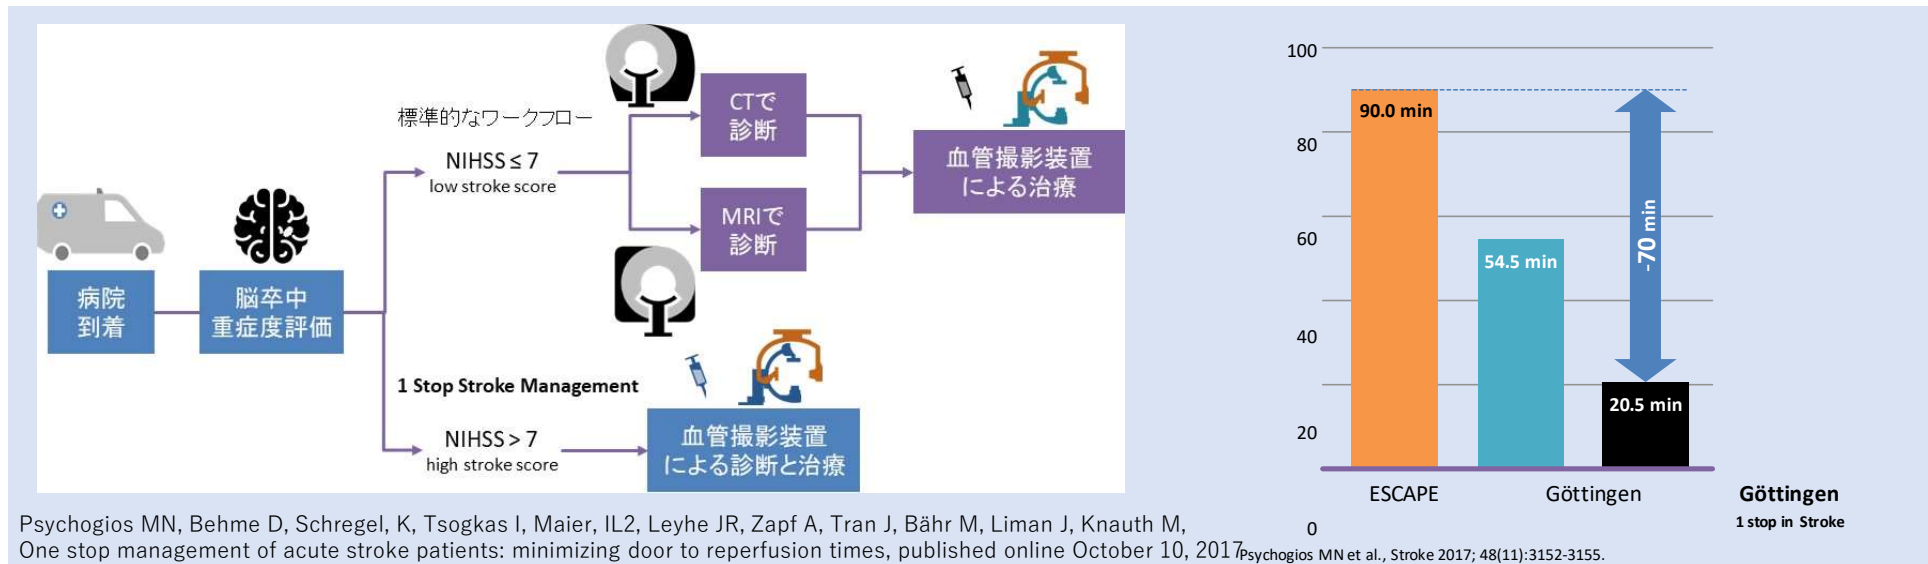 標準的なワークフロー
NIHSS ≤ 7
low stroke score
CTで
診断
MRIで
診断
血管撮影装置
による治療
病院
到着
脳卒中
重症度評価
1 Stop Stroke Management
NIHSS > 7
high stroke score
血管撮影装置
による診断と治療
Psychogios MN, Behme D, Schregel, K, Tsogkas I, Maier, IL2, Leyhe JR, Zapf A, Tran J, Bähr M, Liman J, Knauth M,
One stop management of acute stroke patients: minimizing door to reperfusion times, published online October 10, 2017
100
80
60
40
20
0
90.0 min
54.5 min
20.5 min
-70 min
ESCAPE
Göttingen
Göttingen
1 stop in Stroke
Psychogios MN et al., Stroke 2017; 48(11):3152-3155.